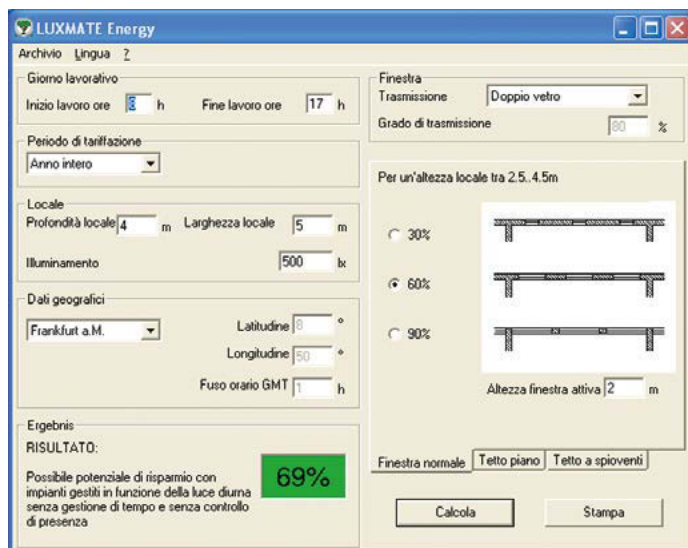 LUXMATE Energy
Archivio Lingua ?
Giorno lavorativo
Inizio lavoro ore 8 h Fine lavoro ore 17 h
Periodo di tariffazione
Anno intero
Locale
Profondità locale 4 m Larghezza locale 5 m
Illuminamento 500 lx
Dati geografici
Frankfurt a.M.
Latitudine 8 °
Longitudine 50 °
Fuso orario GMT 1 h
Ergebnis
RISULTATO:
Possibile potenziale di risparmio con
impianti gestiti in funzione della luce diurna
senza gestione di tempo e senza controllo
di presenza
69%
Finestra
Trasmissione Doppio vetro
Grado di trasmissione 80 %
Per un'altezza locale tra 2.5..4.5m
30%
60%
90%
Altezza finestra attiva 2 m
Finestra normale Tetto piano Tetto a spioventi
Calcola Stampa